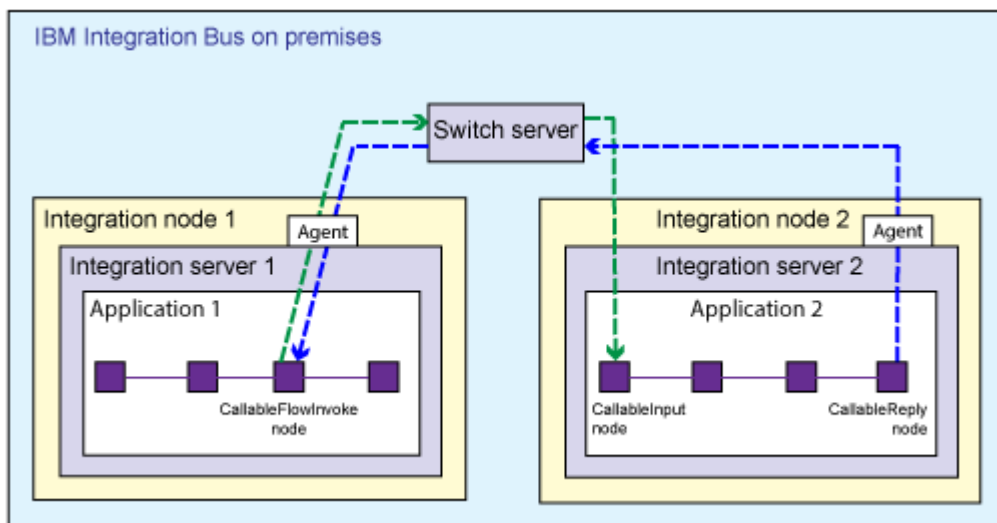 IBM Integration Bus on premises
Switch server
Integration node 1
Agent
Integration server 1
Application 1
CallableFlowInvoke
node
Integration node 2
Agent
Integration server 2
Application 2
CallableInput
node
CallableReply
node